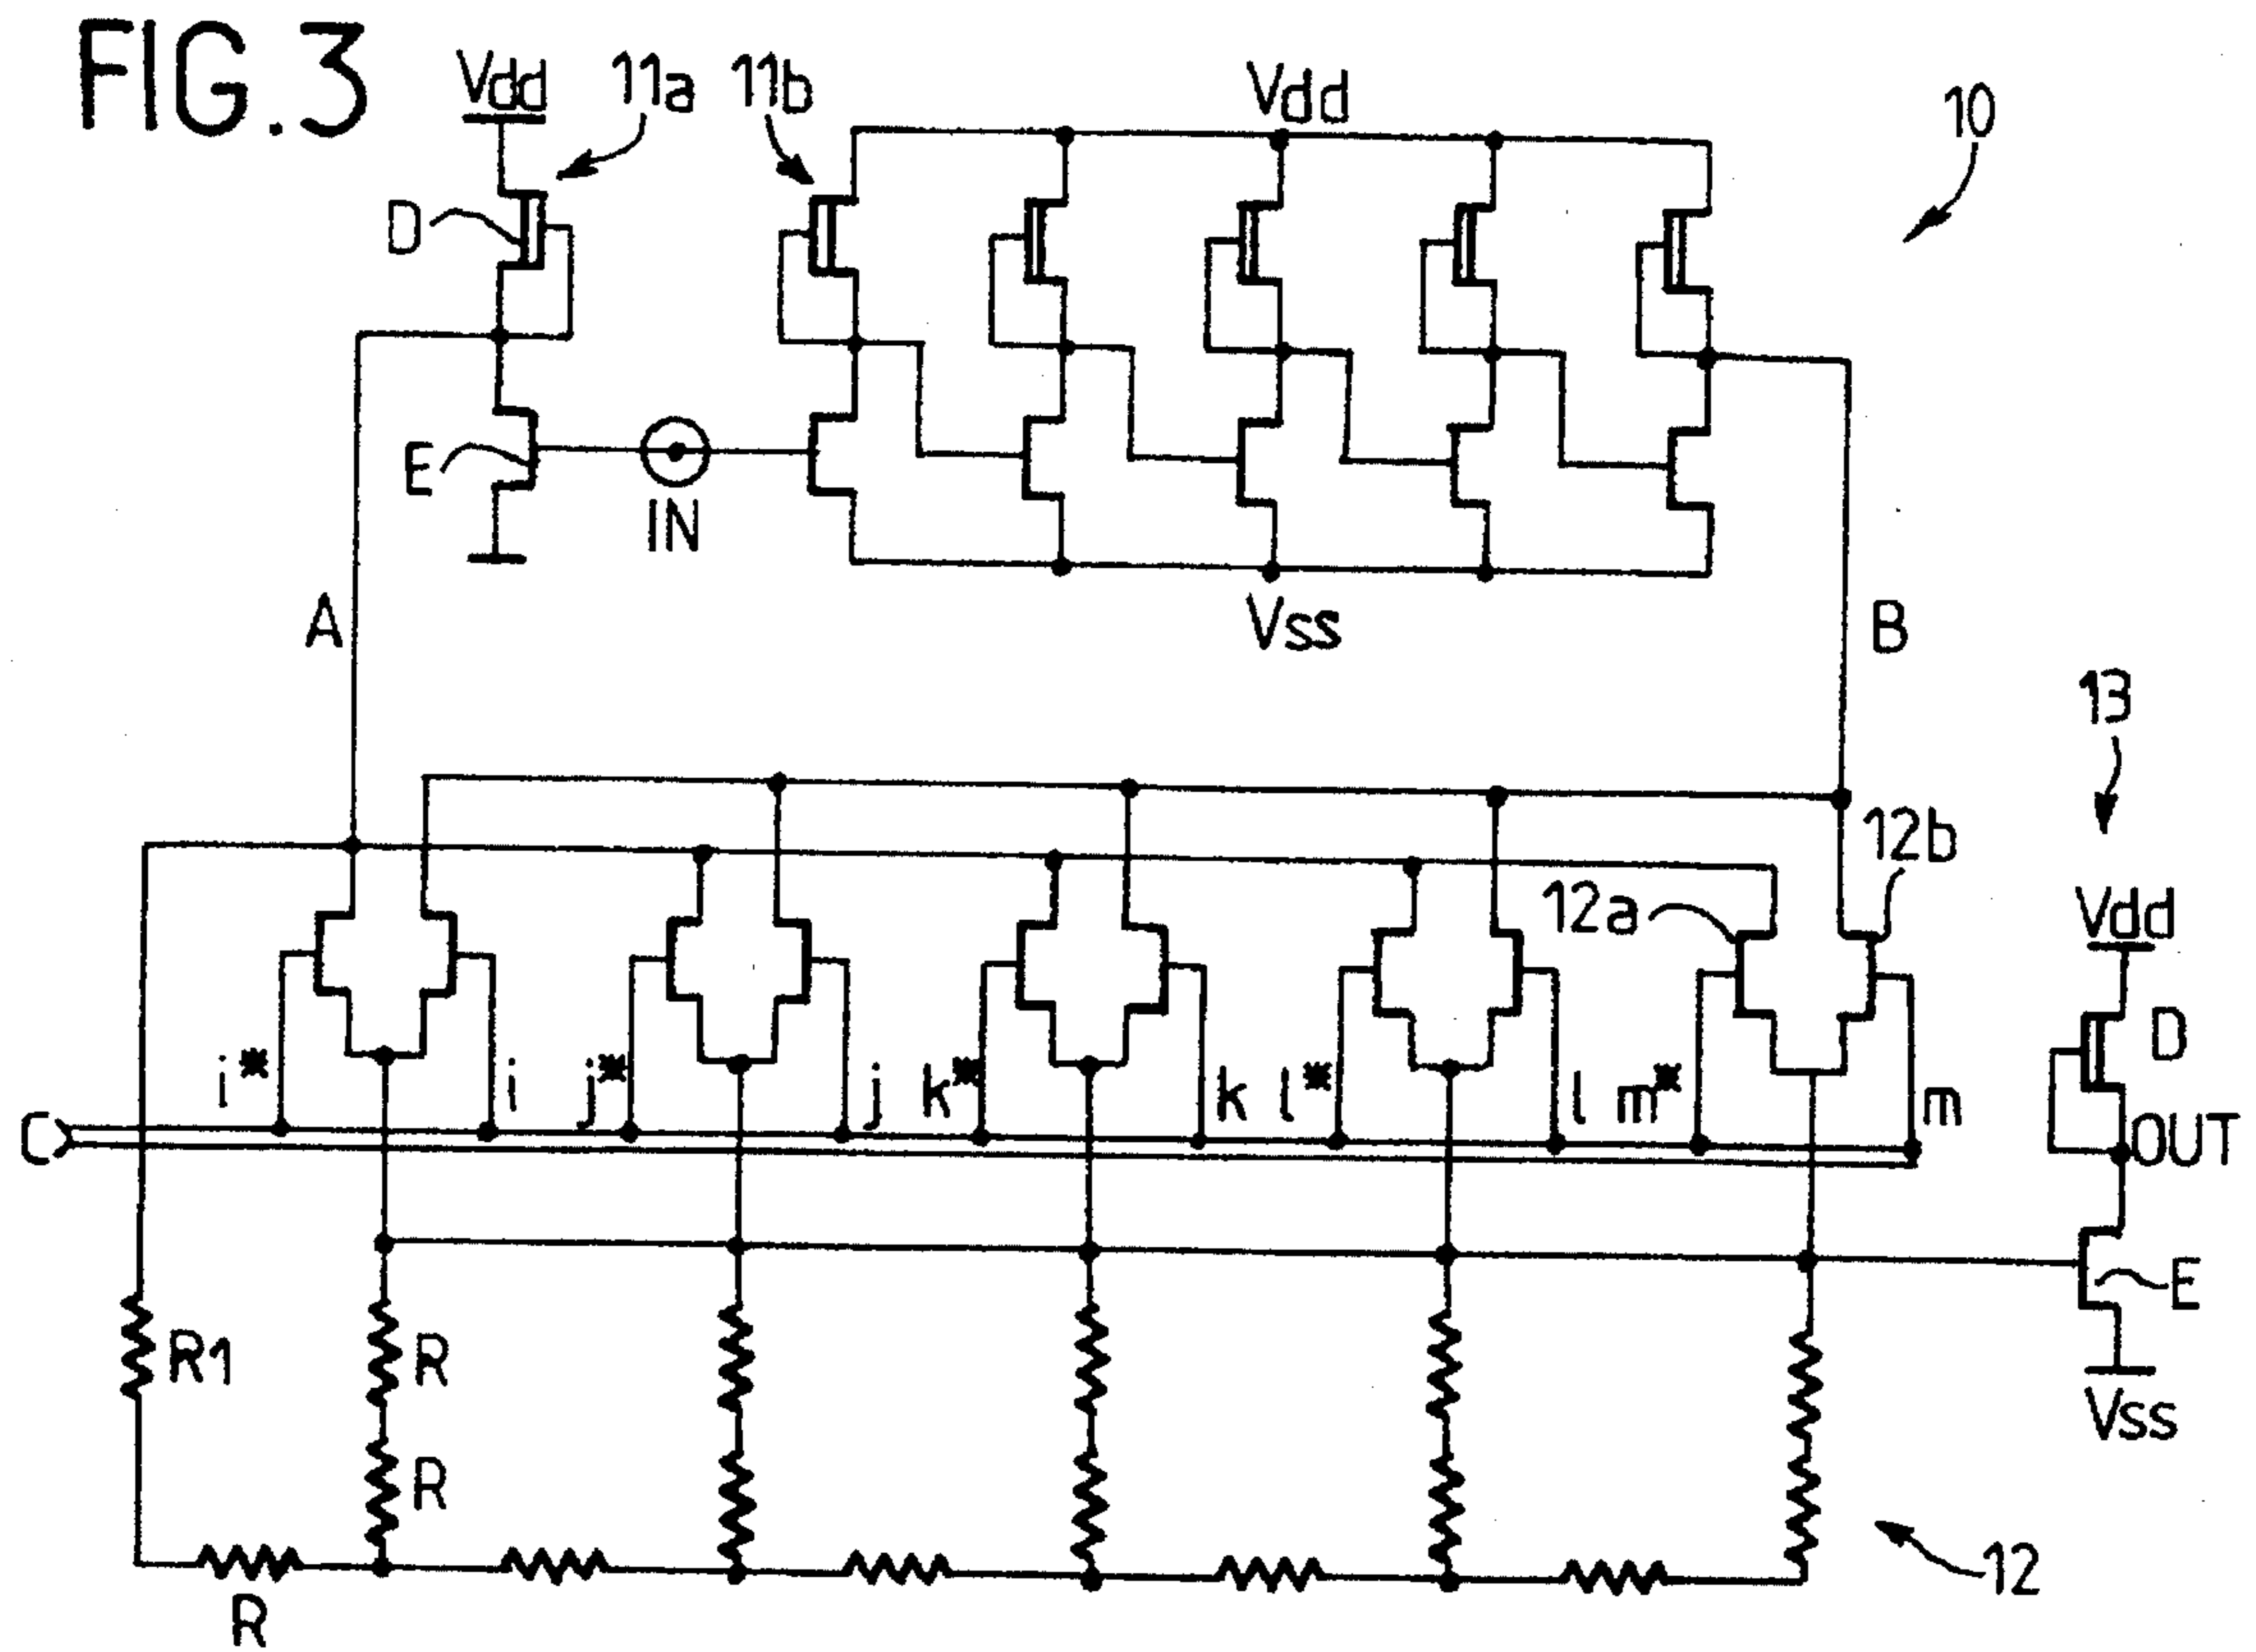 FIG.3
Vdd 11a 11b Vdd 10
D
E
IN
A Vss B
13
12b
12a
Vdd
D
i* i j* j k* k l* l m* m
C
OUT
E
R1 R
Vss
R
12
R